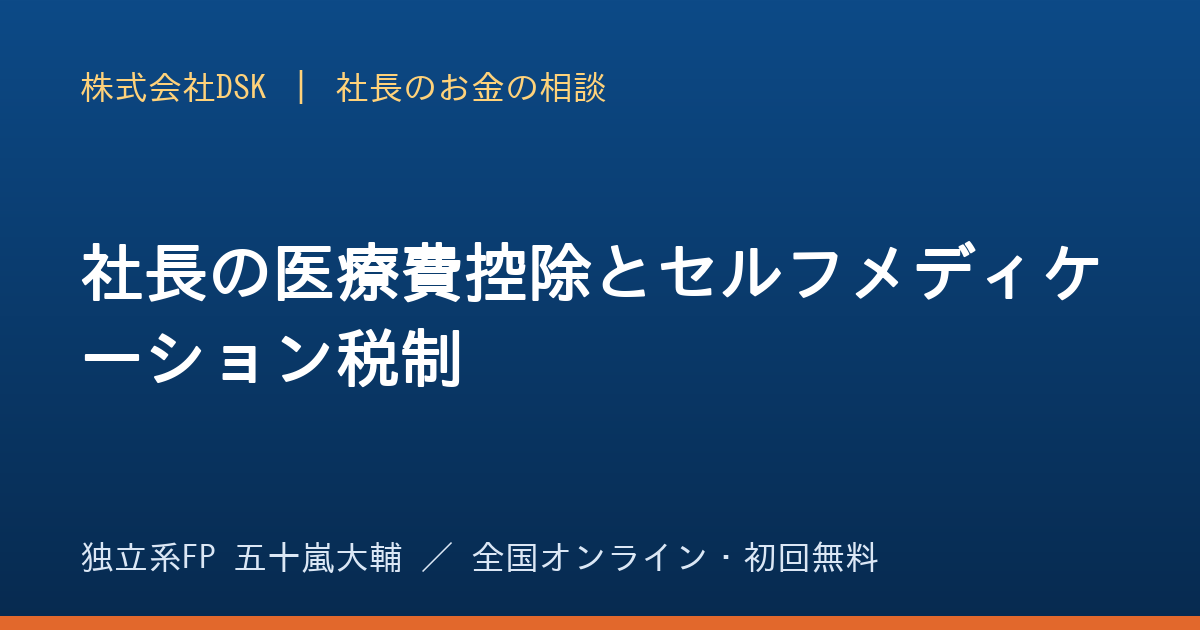 株式会社DSK ｜ 社長のお金の相談
社長の医療費控除とセルフメディケ
ーション税制
独立系FP 五十嵐大輔 ／ 全国オンライン・初回無料